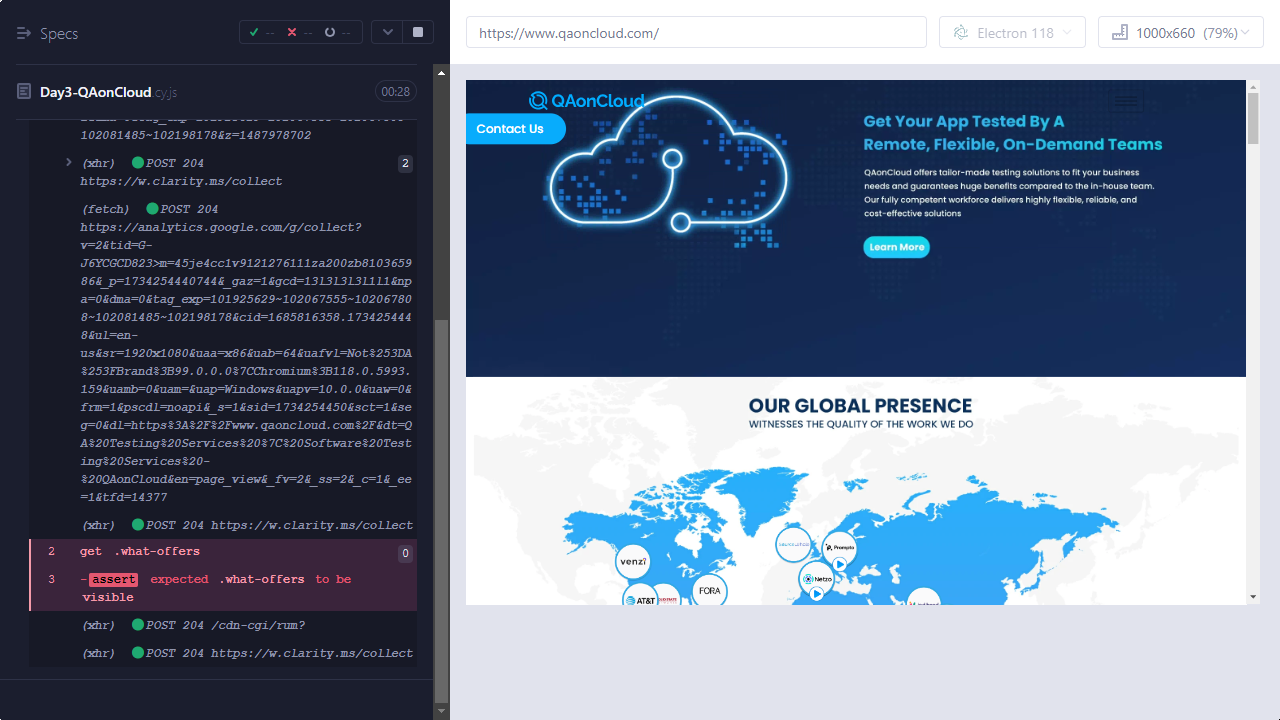 Specs
-- -- --
Day3-QAonCloud.cy.js
00:28
102081485~102198178&z=1487978702
(xhr) POST 204 2
https://w.clarity.ms/collect
(fetch) POST 204
https://analytics.google.com/g/collect?
v=2&tid=G-
J6YCGCD823>m=45je4cc1v9121276111za200zb8103659
86&_p=1734254440744&_gaz=1&gcd=13l3l3l3l1l1&np
a=0&dma=0&tag_exp=101925629~102067555~10206780
8~102081485~102198178&cid=1685816358.173425444
8&ul=en-
us&sr=1920x1080&uaa=x86&uab=64&uafvl=Not%253DA
%253FBrand%3B99.0.0.0%7CChromium%3B118.0.5993.
159&uamb=0&uam=&uap=Windows&uapv=10.0.0&uaw=0&
frm=1&pscdl=noapi&_s=1&sid=1734254450&sct=1&se
g=0&dl=https%3A%2F%2Fwww.qaoncloud.com%2F&dt=Q
A%20Testing%20Services%20%7C%20Software%20Test
ing%20Services%20-
%20QAonCloud&en=page_view&_fv=2&_ss=2&_c=1&_ee
=1&tfd=14377
(xhr) POST 204 https://w.clarity.ms/collect
2 get .what-offers 0
3 -assert expected .what-offers to be
visible
(xhr) POST 204 /cdn-cgi/rum?
(xhr) POST 204 https://w.clarity.ms/collect
https://www.qaoncloud.com/
Electron 118
1000x660 (79%)
QAonCloud
Contact Us
Get Your App Tested By A
Remote, Flexible, On-Demand Teams
QAonCloud offers tailor-made testing solutions to fit your business
needs and guarantees huge benefits compared to the in-house team.
Our fully competent workforce delivers highly flexible, reliable, and
cost-effective solutions
Learn More
OUR GLOBAL PRESENCE
WITNESSES THE QUALITY OF THE WORK WE DO
Prompto
venzi
Netzo
FORA
AT&T